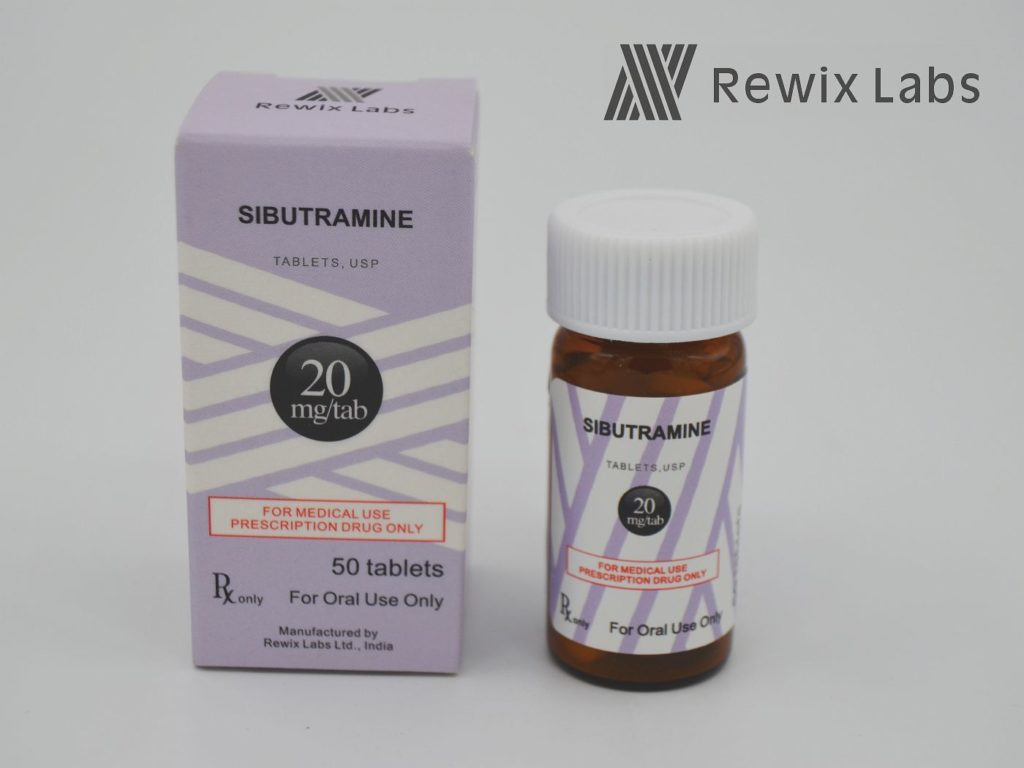 Rewix Labs
Rewix Labs
SIBUTRAMINE
TABLETS, USP
20
mg/tab
FOR MEDICAL USE
PRESCRIPTION DRUG ONLY
50 tablets
Rx only
For Oral Use Only
Manufactured by
Rewix Labs Ltd., India
SIBUTRAMINE
TABLETS,USP
20
mg/tab
FOR MEDICAL USE
PRESCRIPTION DRUG ONLY
Rx only
For Oral Use Only